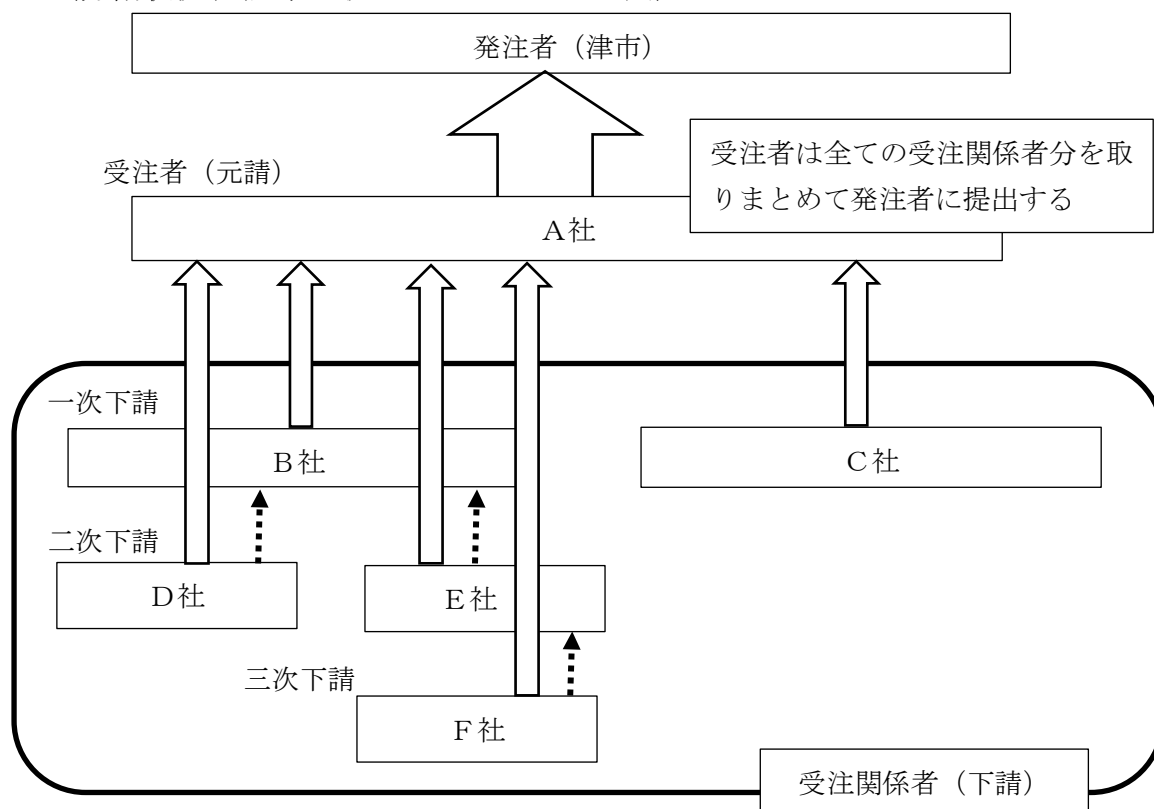 発注者（津市）
受注者（元請）
受注者は全ての受注関係者分を取
りまとめて発注者に提出する
Ａ社
一次下請
Ｂ社
Ｃ社
二次下請
Ｄ社
Ｅ社
三次下請
Ｆ社
受注関係者（下請）